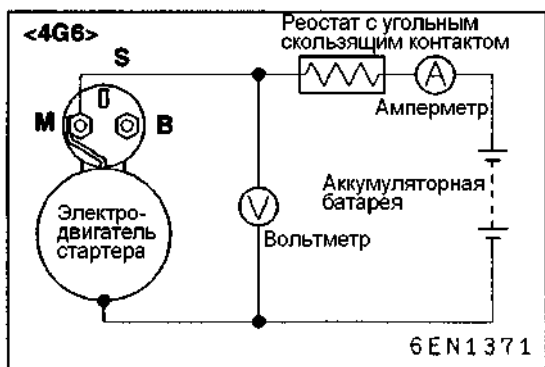 <4G6>
Реостат с угольным
скользящим контактом
S
A
Амперметр
M
B
Аккумуляторная
батарея
V
Вольтметр
Электро-
двигатель
стартера
6EN1371